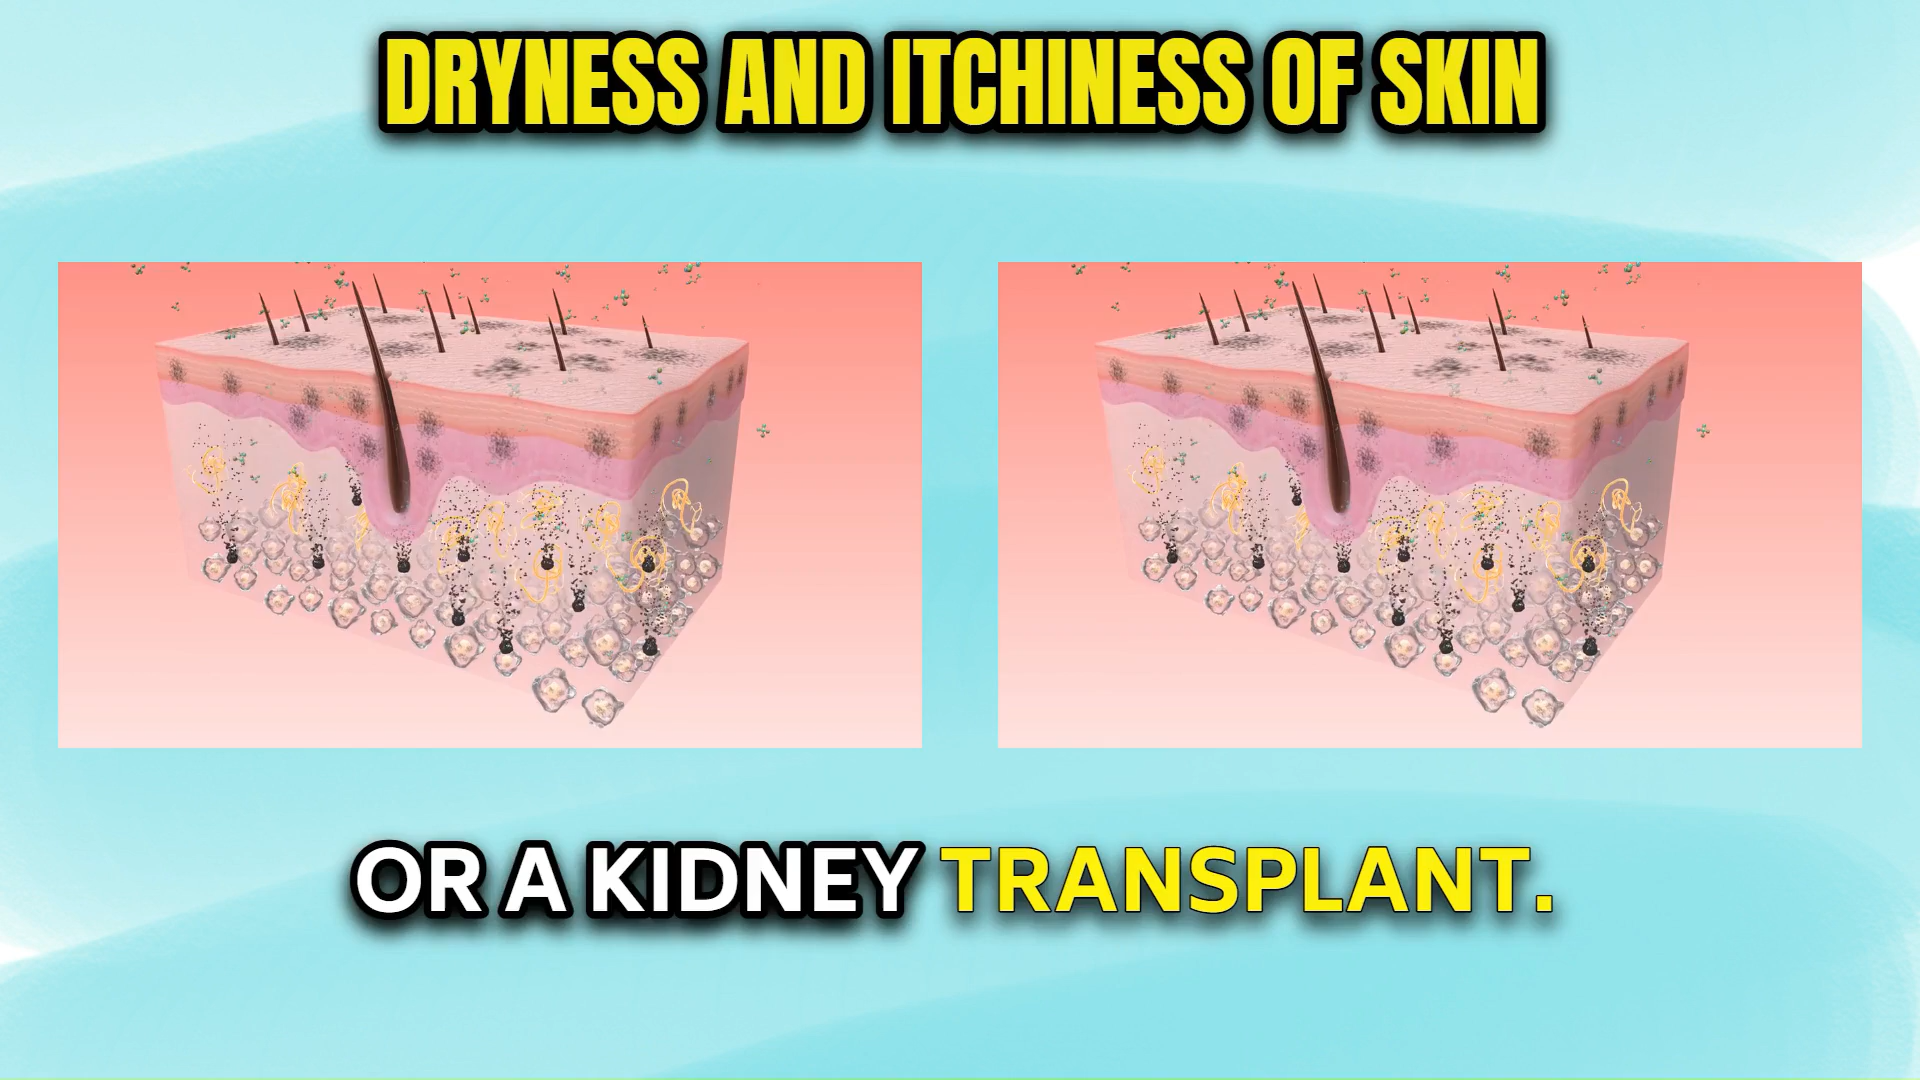 DRYNESS AND ITCHINESS OF SKIN
OR A KIDNEY TRANSPLANT.